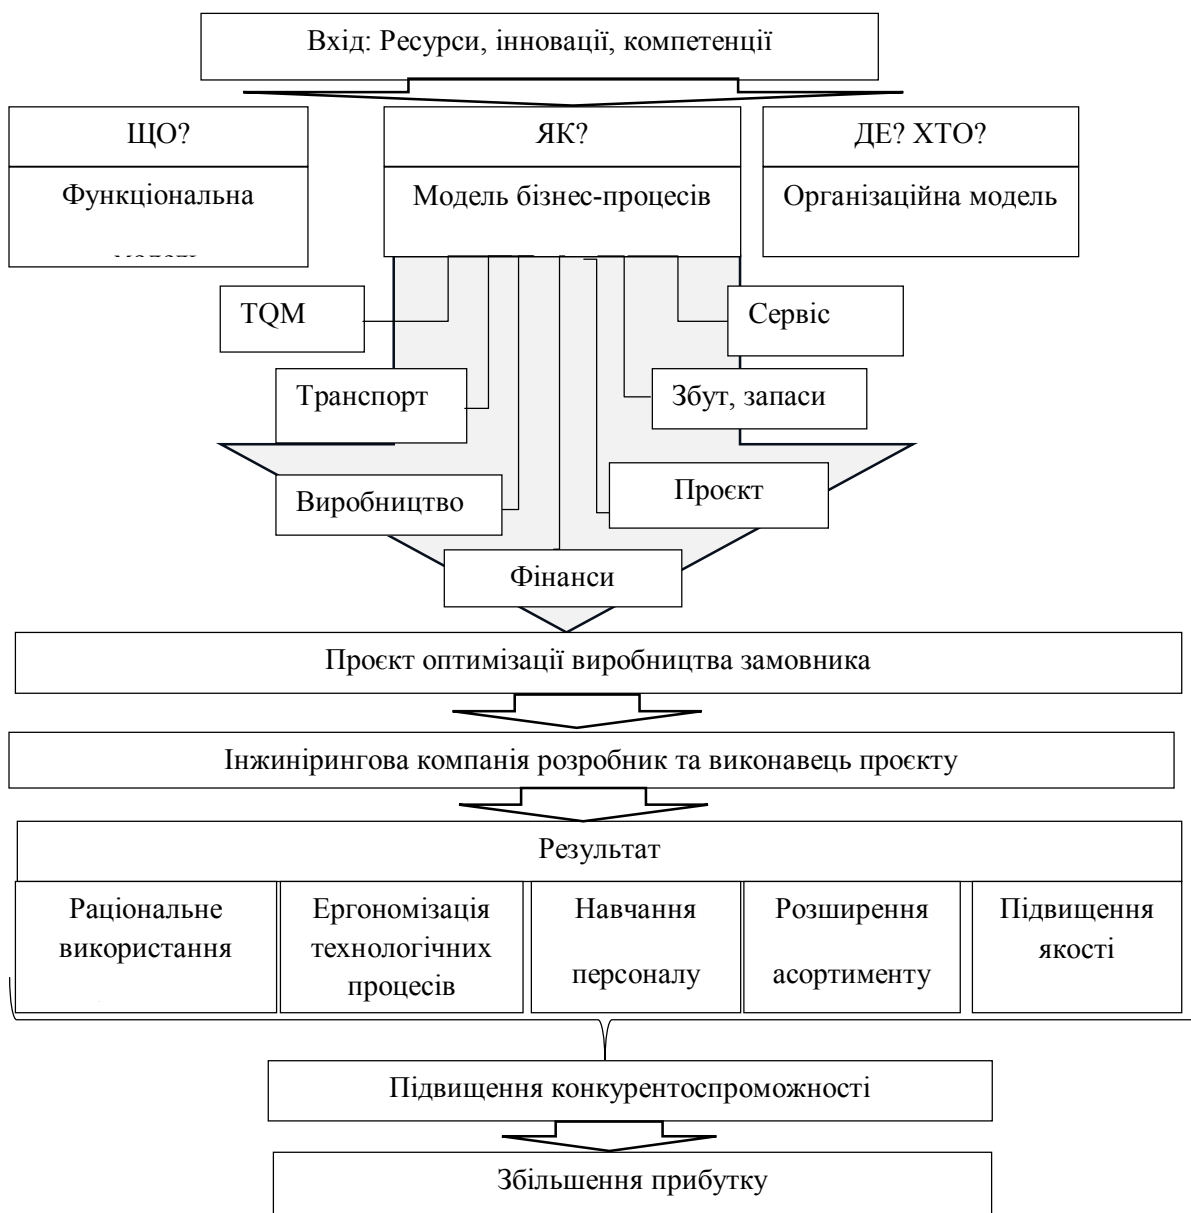 Вхід: Ресурси, інновації, компетенції
ЩО?
ЯК?
ДЕ? ХТО?
Функціональна
Модель бізнес-процесів
Організаційна модель
TQM
Сервіс
Транспорт
Збут, запаси
Виробництво
Проєкт
Фінанси
Проєкт оптимізації виробництва замовника
Інжинірингова компанія розробник та виконавець проєкту
Результат
Раціональне
використання
Ергономізація
технологічних
процесів
Навчання
персоналу
Розширення
асортименту
Підвищення
якості
Підвищення конкурентоспроможності
Збільшення прибутку